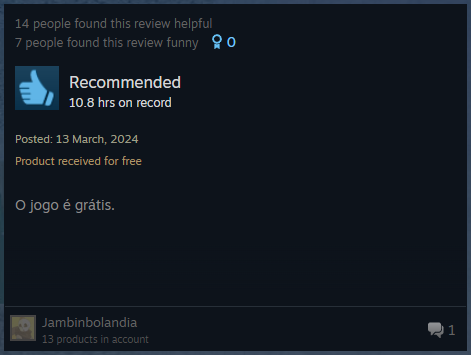 14 people found this review helpful
7 people found this review funny 0
Recommended
10.8 hrs on record
Posted: 13 March, 2024
Product received for free
O jogo é grátis.
Jambinbolandia
13 products in account
1